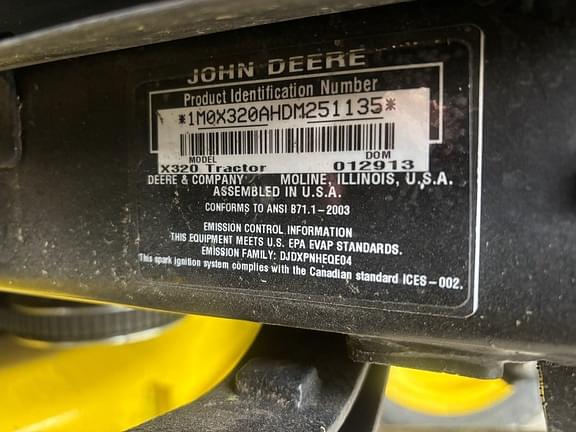 JOHN DEERE
Product Identification Number
*1M0X320AHDM251135*
MODEL DOM
X320 Tractor 012913
DEERE & COMPANY MOLINE, ILLINOIS, U.S.A.
ASSEMBLED IN U.S.A.
CONFORMS TO ANSI B71.1-2003
EMISSION CONTROL INFORMATION
THIS EQUIPMENT MEETS U.S. EPA EVAP STANDARDS.
EMISSION FAMILY: DJDXPNHEQE04
This spark ignition system complies with the Canadian standard ICES-002.